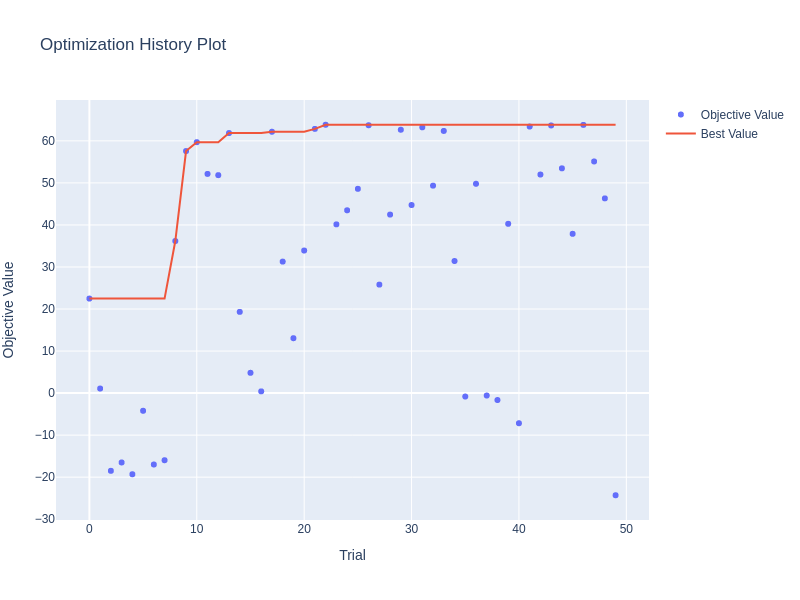 Optimization History Plot
Objective Value
Best Value
60
50
40
30
20
10
0
−10
−20
−30
0 10 20 30 40 50
Trial
Objective Value